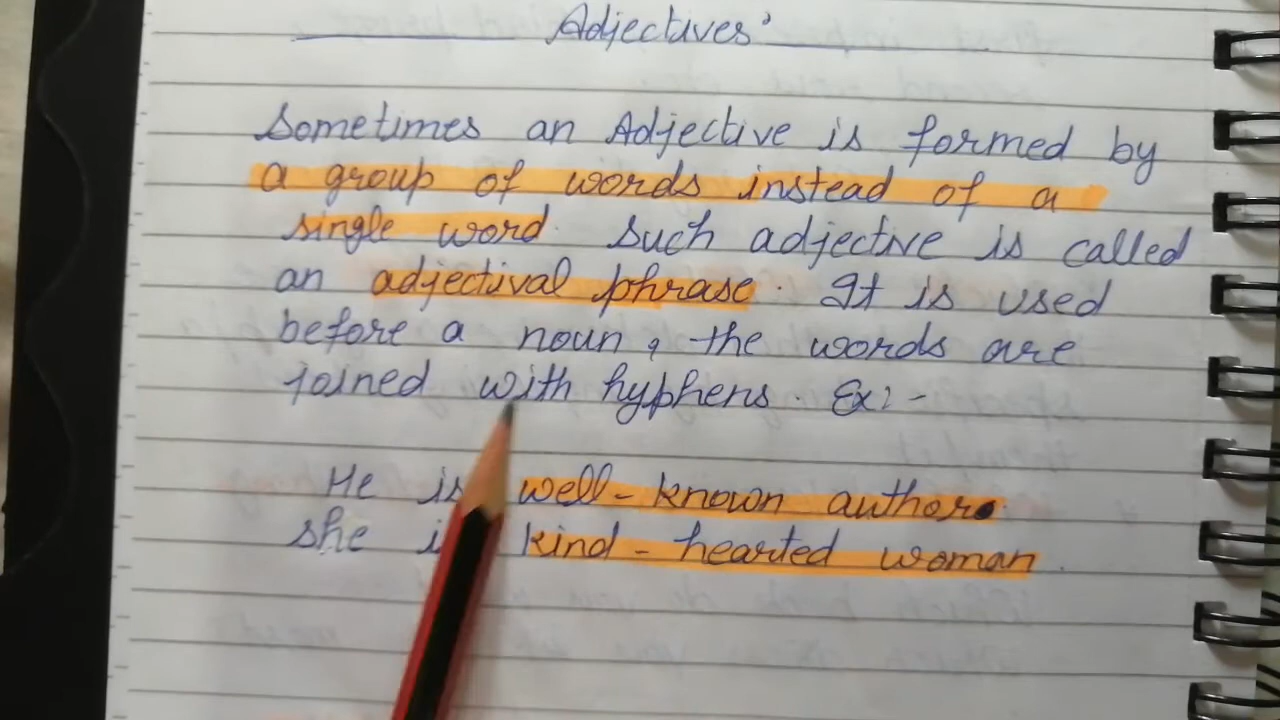 Adjectives'
Sometimes an Adjective is formed by
a group of words instead of a
single word. Such adjective is called
an adjectival phrase. It is used
before a noun, the words are
joined with hyphens. Ex:-
He is well-known author.
she i kind-hearted woman.